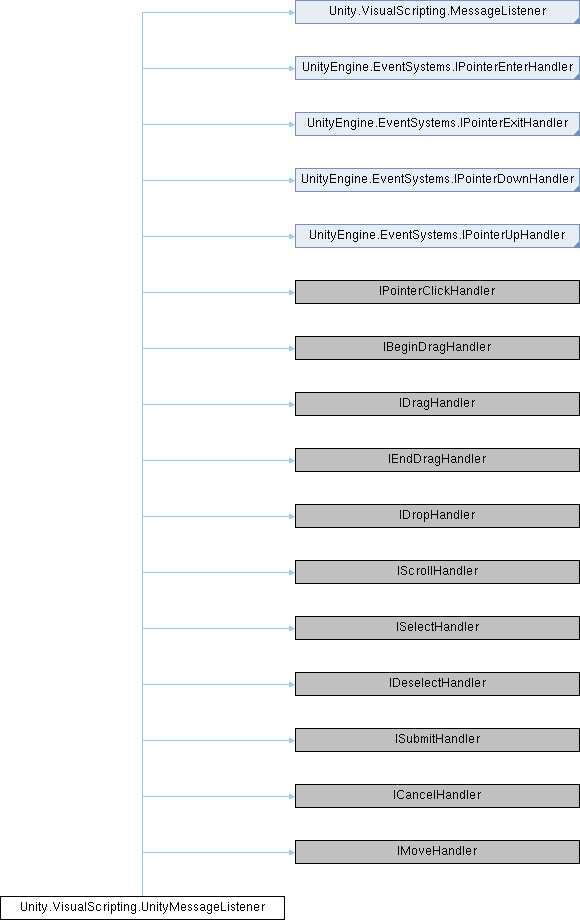 Unity.VisualScripting.MessageListener
UnityEngine.EventSystems.IPointerEnterHandler
UnityEngine.EventSystems.IPointerExitHandler
UnityEngine.EventSystems.IPointerDownHandler
UnityEngine.EventSystems.IPointerUpHandler
IPointerClickHandler
IBeginDragHandler
IDragHandler
IEndDragHandler
IDropHandler
IScrollHandler
ISelectHandler
IDeselectHandler
ISubmitHandler
ICancelHandler
IMoveHandler
Unity.VisualScripting.UnityMessageListener